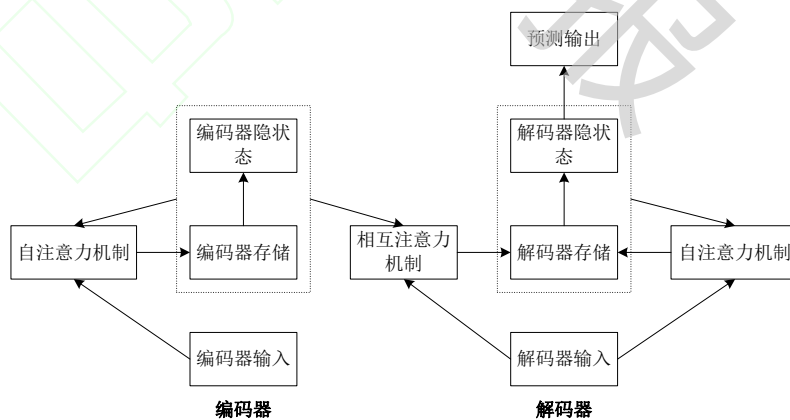 预测输出
编码器隐状
态
解码器隐状
态
自注意力机制
编码器存储
相互注意力
机制
解码器存储
自注意力机制
编码器输入
解码器输入
编码器
解码器